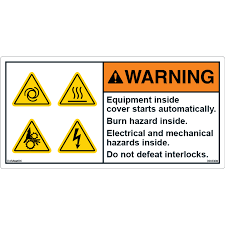 WARNING
Equipment inside
cover starts automatically.
Burn hazard inside.
Electrical and mechanical
hazards inside.
Do not defeat interlocks.